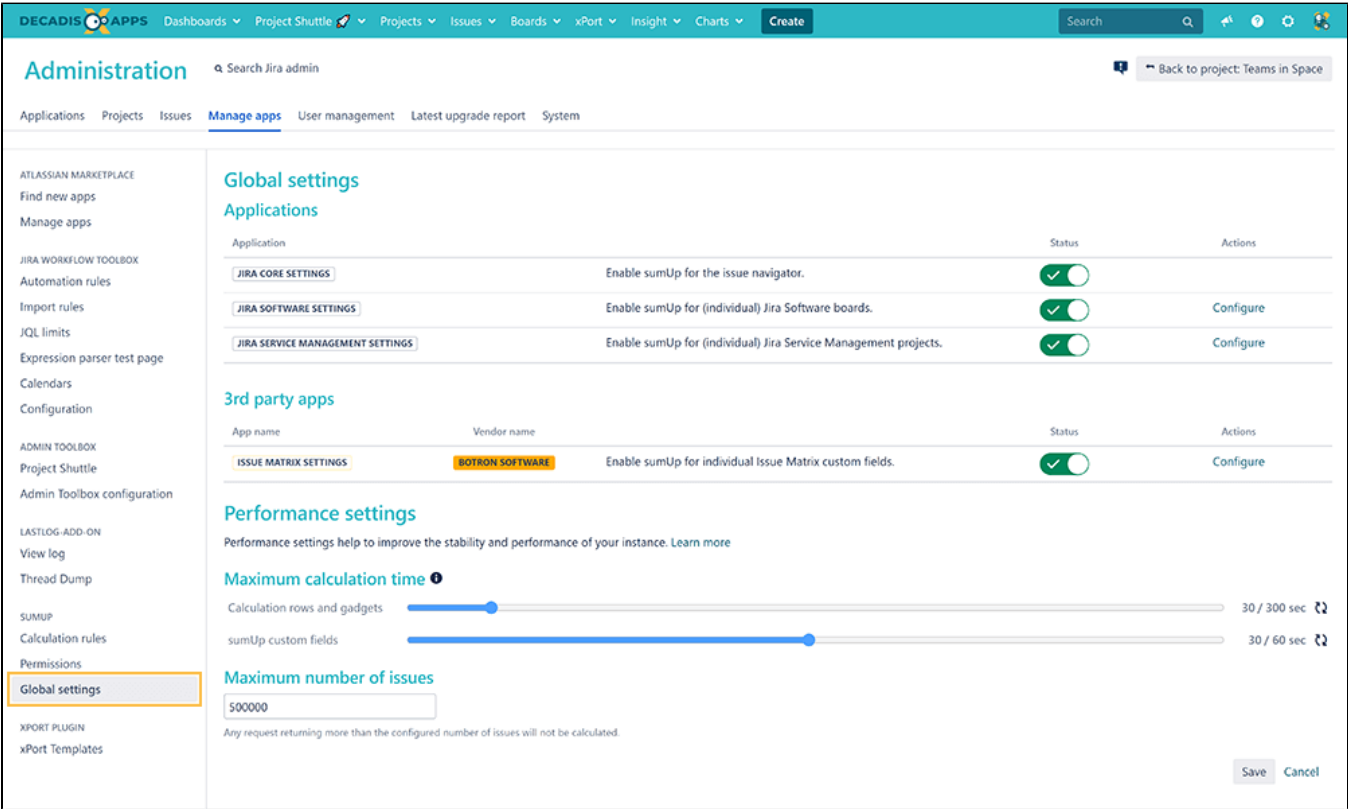 DECADIS APPS Dashboards Project Shuttle 🚀 Projects Issues Boards xPort Insight Charts Create Search
Administration Search Jira admin Back to project: Teams in Space
Applications Projects Issues Manage apps User management Latest upgrade report System
ATLASSIAN MARKETPLACE
Find new apps
Manage apps
JIRA WORKFLOW TOOLBOX
Automation rules
Import rules
JQL limits
Expression parser test page
Calendars
Configuration
ADMIN TOOLBOX
Project Shuttle
Admin Toolbox configuration
LASTLOG-ADD-ON
View log
Thread Dump
SUMUP
Calculation rules
Permissions
Global settings
XPORT PLUGIN
xPort Templates
Global settings
Applications
Application Status Actions
JIRA CORE SETTINGS Enable sumUp for the issue navigator.
JIRA SOFTWARE SETTINGS Enable sumUp for (individual) Jira Software boards. Configure
JIRA SERVICE MANAGEMENT SETTINGS Enable sumUp for (individual) Jira Service Management projects. Configure
3rd party apps
App name Vendor name Status Actions
ISSUE MATRIX SETTINGS BOTRON SOFTWARE Enable sumUp for individual Issue Matrix custom fields. Configure
Performance settings
Performance settings help to improve the stability and performance of your instance. Learn more
Maximum calculation time
Calculation rows and gadgets 30 / 300 sec
sumUp custom fields 30 / 60 sec
Maximum number of issues
500000
Any request returning more than the configured number of issues will not be calculated.
Save Cancel